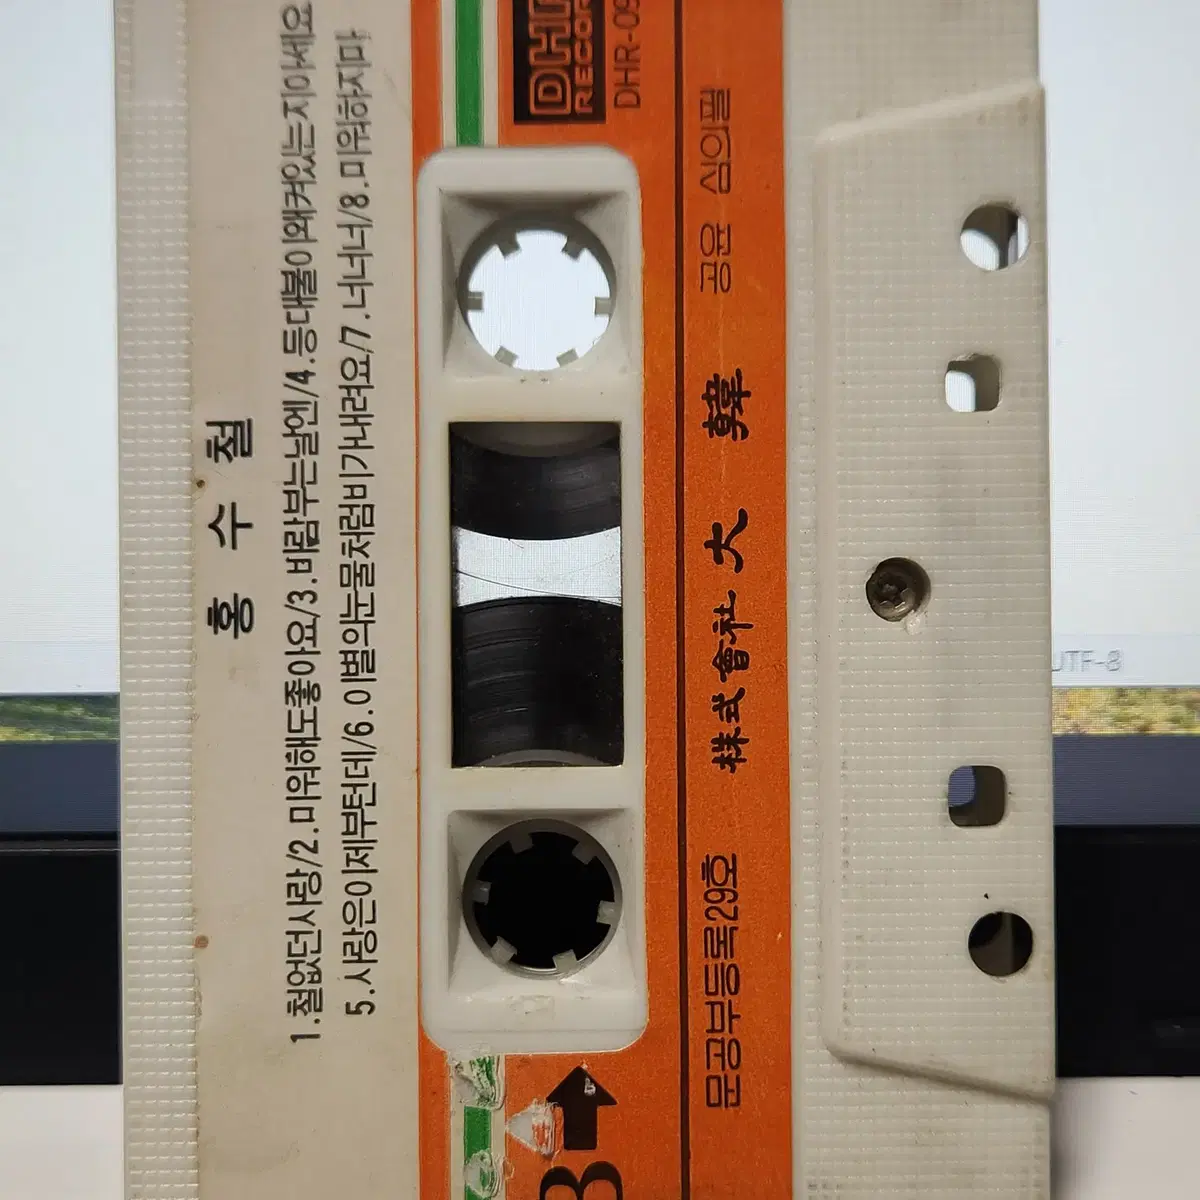 홍수철
1.철없던사랑/2.미워해도좋아요/3.바람부는날엔/4.등대불이왜켜있는지아세요
5.사랑은이제부턴데/6.이별의눈물처럼비가내려요/7.너너너/8.미워하지마
B
RECOR
DHR-09
문공부등록29호 株式會社 大 韓 공윤 심의필
UTF-8